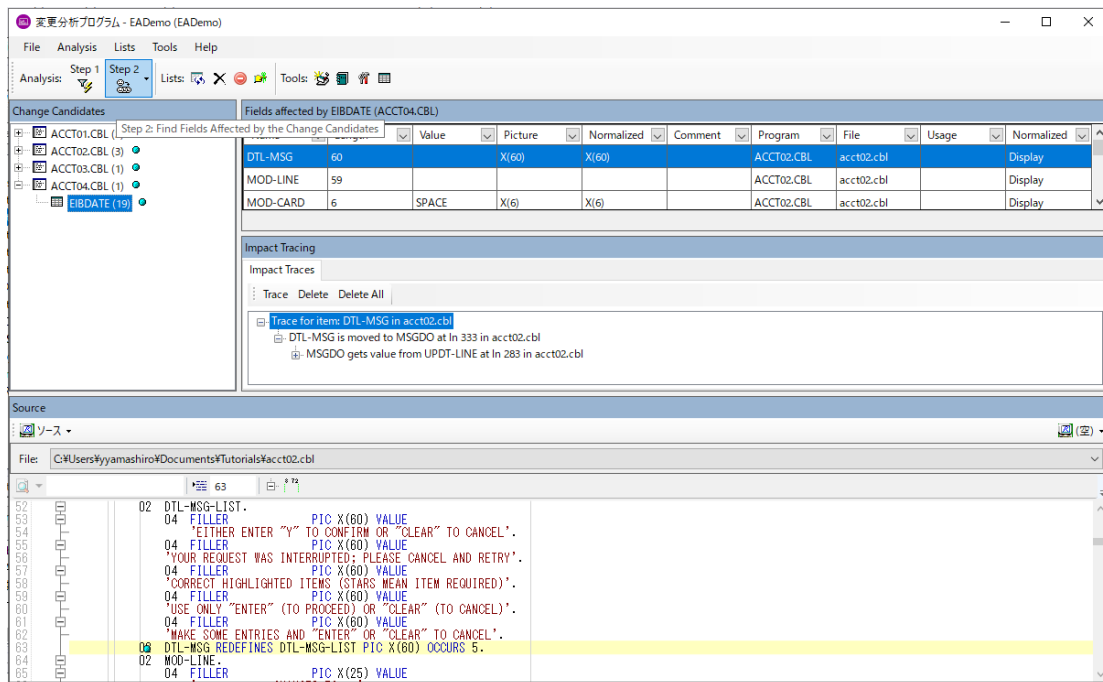 変更分析プログラム - EADemo (EADemo)
File Analysis Lists Tools Help
Analysis: Step 1 Step 2 Lists: Tools:
Change Candidates
ACCT01.CBL
Step 2: Find Fields Affected by the Change Candidates
ACCT02.CBL (3)
ACCT03.CBL (1)
ACCT04.CBL (1)
EIBDATE (19)
Fields affected by EIBDATE (ACCT04.CBL)
Value Picture Normalized Comment Program File Usage Normalized
DTL-MSG 60 X(60) X(60) ACCT02.CBL acct02.cbl Display
MOD-LINE 59 ACCT02.CBL acct02.cbl Display
MOD-CARD 6 SPACE X(6) X(6) ACCT02.CBL acct02.cbl Display
Impact Tracing
Impact Traces
Trace Delete Delete All
Trace for item: DTL-MSG in acct02.cbl
DTL-MSG is moved to MSGDO at ln 333 in acct02.cbl
MSGDO gets value from UPDT-LINE at ln 283 in acct02.cbl
Source
ソース (空)
File: C:¥Users¥yyamashiro¥Documents¥Tutorials¥acct02.cbl
63 8 72
52 02 DTL-MSG-LIST.
53 04 FILLER PIC X(60) VALUE
54 'EITHER ENTER "Y" TO CONFIRM OR "CLEAR" TO CANCEL'.
55 04 FILLER PIC X(60) VALUE
56 'YOUR REQUEST WAS INTERRUPTED; PLEASE CANCEL AND RETRY'.
57 04 FILLER PIC X(60) VALUE
58 'CORRECT HIGHLIGHTED ITEMS (STARS MEAN ITEM REQUIRED)'.
59 04 FILLER PIC X(60) VALUE
60 'USE ONLY "ENTER" (TO PROCEED) OR "CLEAR" (TO CANCEL)'.
61 04 FILLER PIC X(60) VALUE
62 'MAKE SOME ENTRIES AND "ENTER" OR "CLEAR" TO CANCEL'.
63 DTL-MSG REDEFINES DTL-MSG-LIST PIC X(60) OCCURS 5.
64 02 MOD-LINE.
65 04 FILLER PIC X(25) VALUE